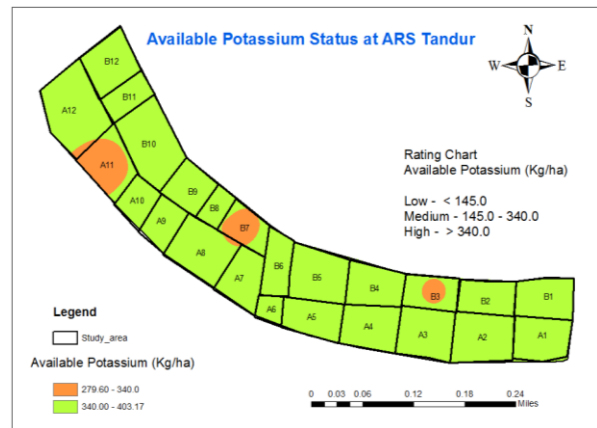 Available Potassium Status at ARS Tandur
N
W E
S
B12
A12
B11
B10
A11
B9
A10
B8
A9
B7
A8
B6
A7
B5
B4
B3
B2
B1
A6
A5
A4
A3
A2
A1
Rating Chart
Available Potassium (Kg/ha)
Low - < 145.0
Medium - 145.0 - 340.0
High - > 340.0
Legend
Study_area
Available Potassium (Kg/ha)
279.60 - 340.0
340.00 - 403.17
0 0.03 0.06 0.12 0.18 0.24
Miles